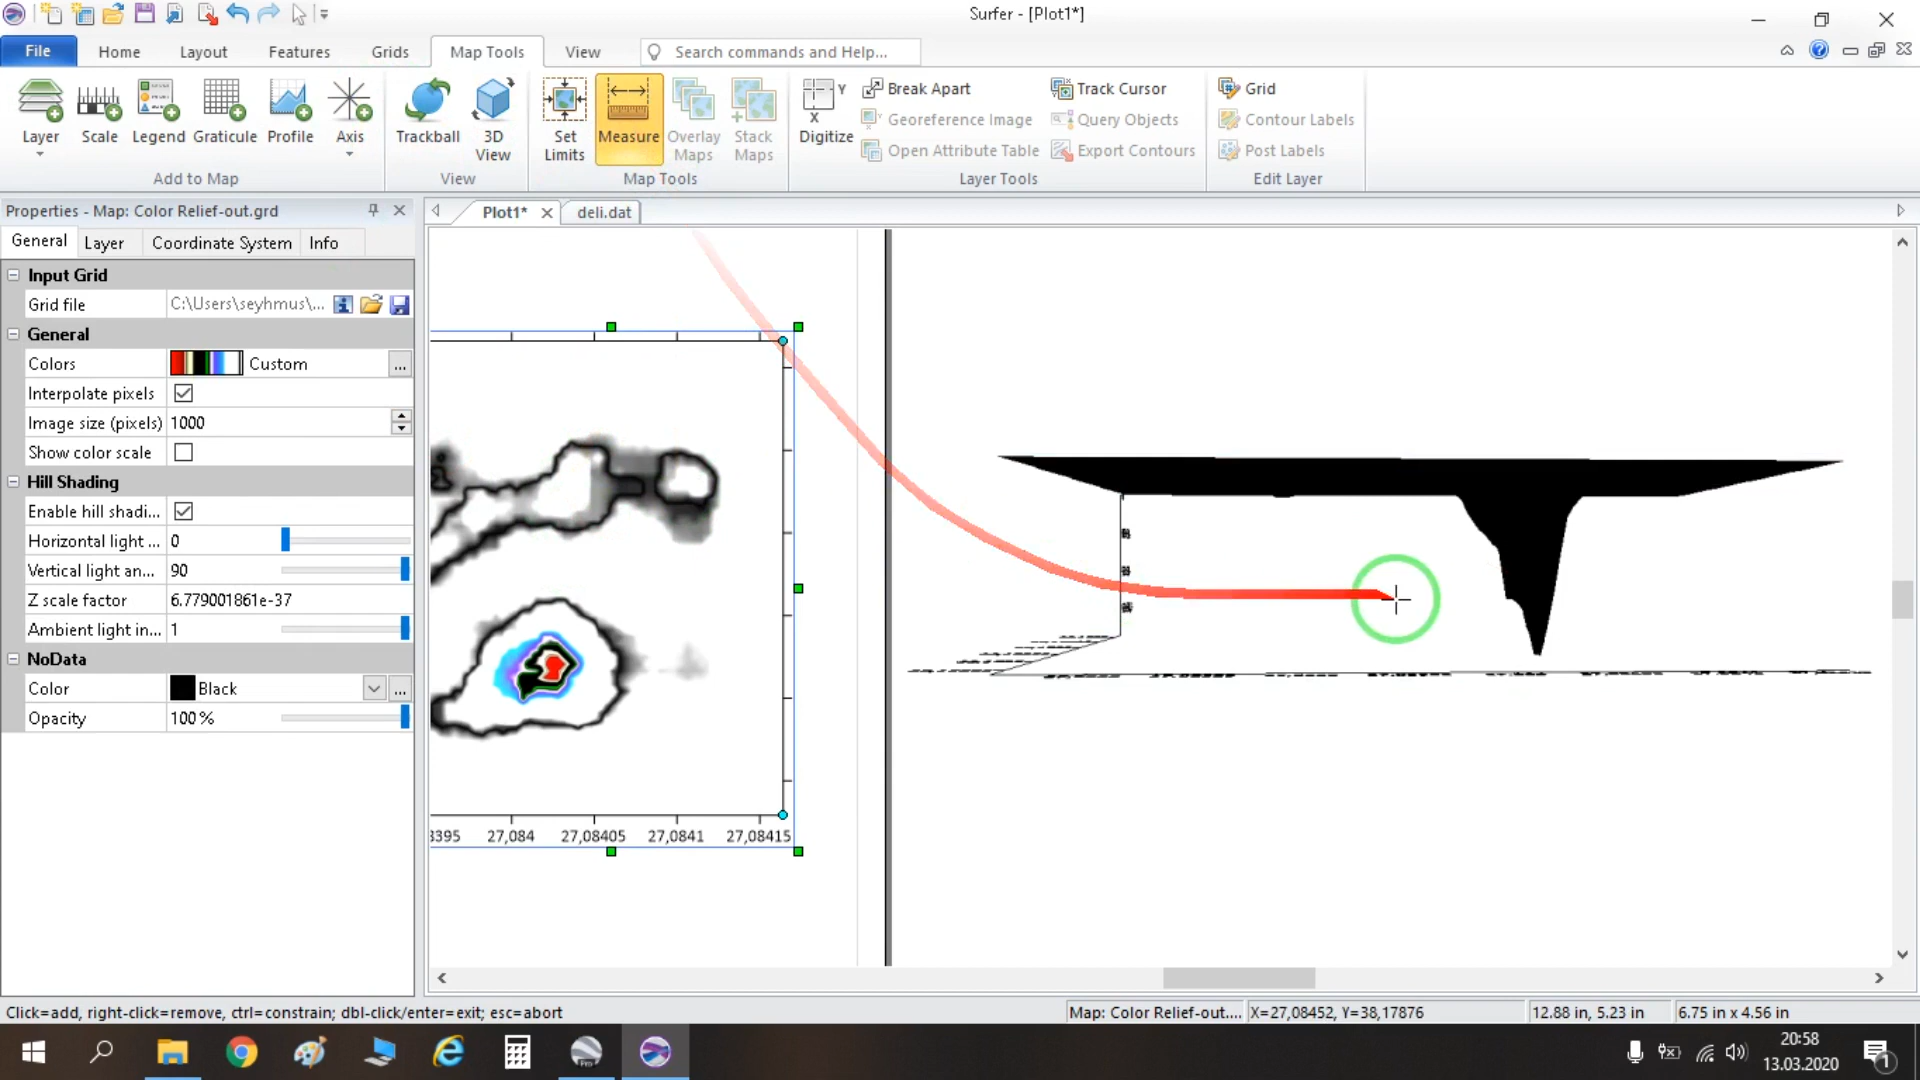 Surfer - [Plot1*]
File
Home
Layout
Features
Grids
Map Tools
View
Search commands and Help...
Layer
Scale
Legend
Graticule
Profile
Axis
Add to Map
Trackball
3D View
View
Set Limits
Measure
Overlay Maps
Stack Maps
Map Tools
Digitize
Break Apart
Georeference Image
Open Attribute Table
Track Cursor
Query Objects
Export Contours
Layer Tools
Grid
Contour Labels
Post Labels
Edit Layer
Properties - Map: Color Relief-out.grd
General
Layer
Coordinate System
Info
Plot1*
deli.dat
Input Grid
Grid file C:\Users\seyhmus\...
General
Colors Custom ...
Interpolate pixels
Image size (pixels) 1000
Show color scale
Hill Shading
Enable hill shadi...
Horizontal light ... 0
Vertical light an... 90
Z scale factor 6.779001861e-37
Ambient light in... 1
NoData
Color Black ...
Opacity 100 %
3395 27,084 27,08405 27,0841 27,08415
Click=add, right-click=remove, ctrl=constrain; dbl-click/enter=exit; esc=abort
Map: Color Relief-out....
X=27,08452, Y=38,17876
12.88 in, 5.23 in
6.75 in x 4.56 in
20:58
13.03.2020
1